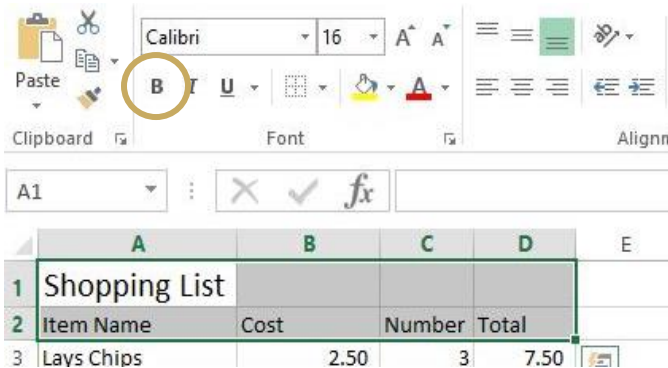 Calibri 16 A A
Paste B I U A
Clipboard Font Alignn
A1 fx
A B C D E
1 Shopping List
2 Item Name Cost Number Total
3 Lays Chips 2.50 3 7.50